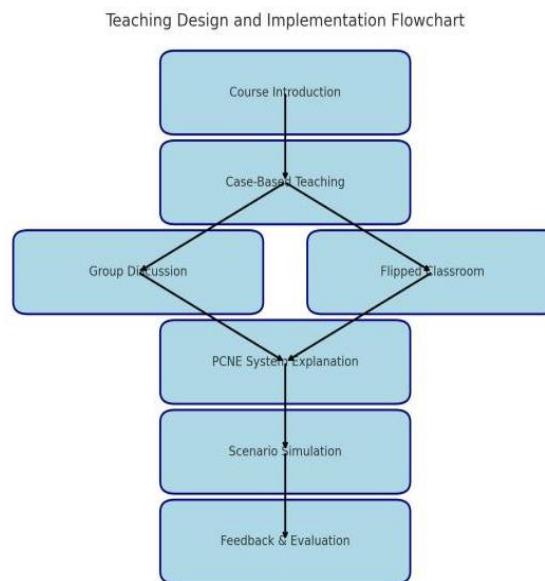 Teaching Design and Implementation Flowchart
Course Introduction
Case-Based Teaching
Group Discussion
Flipped Classroom
PCNE System Explanation
Scenario Simulation
Feedback & Evaluation